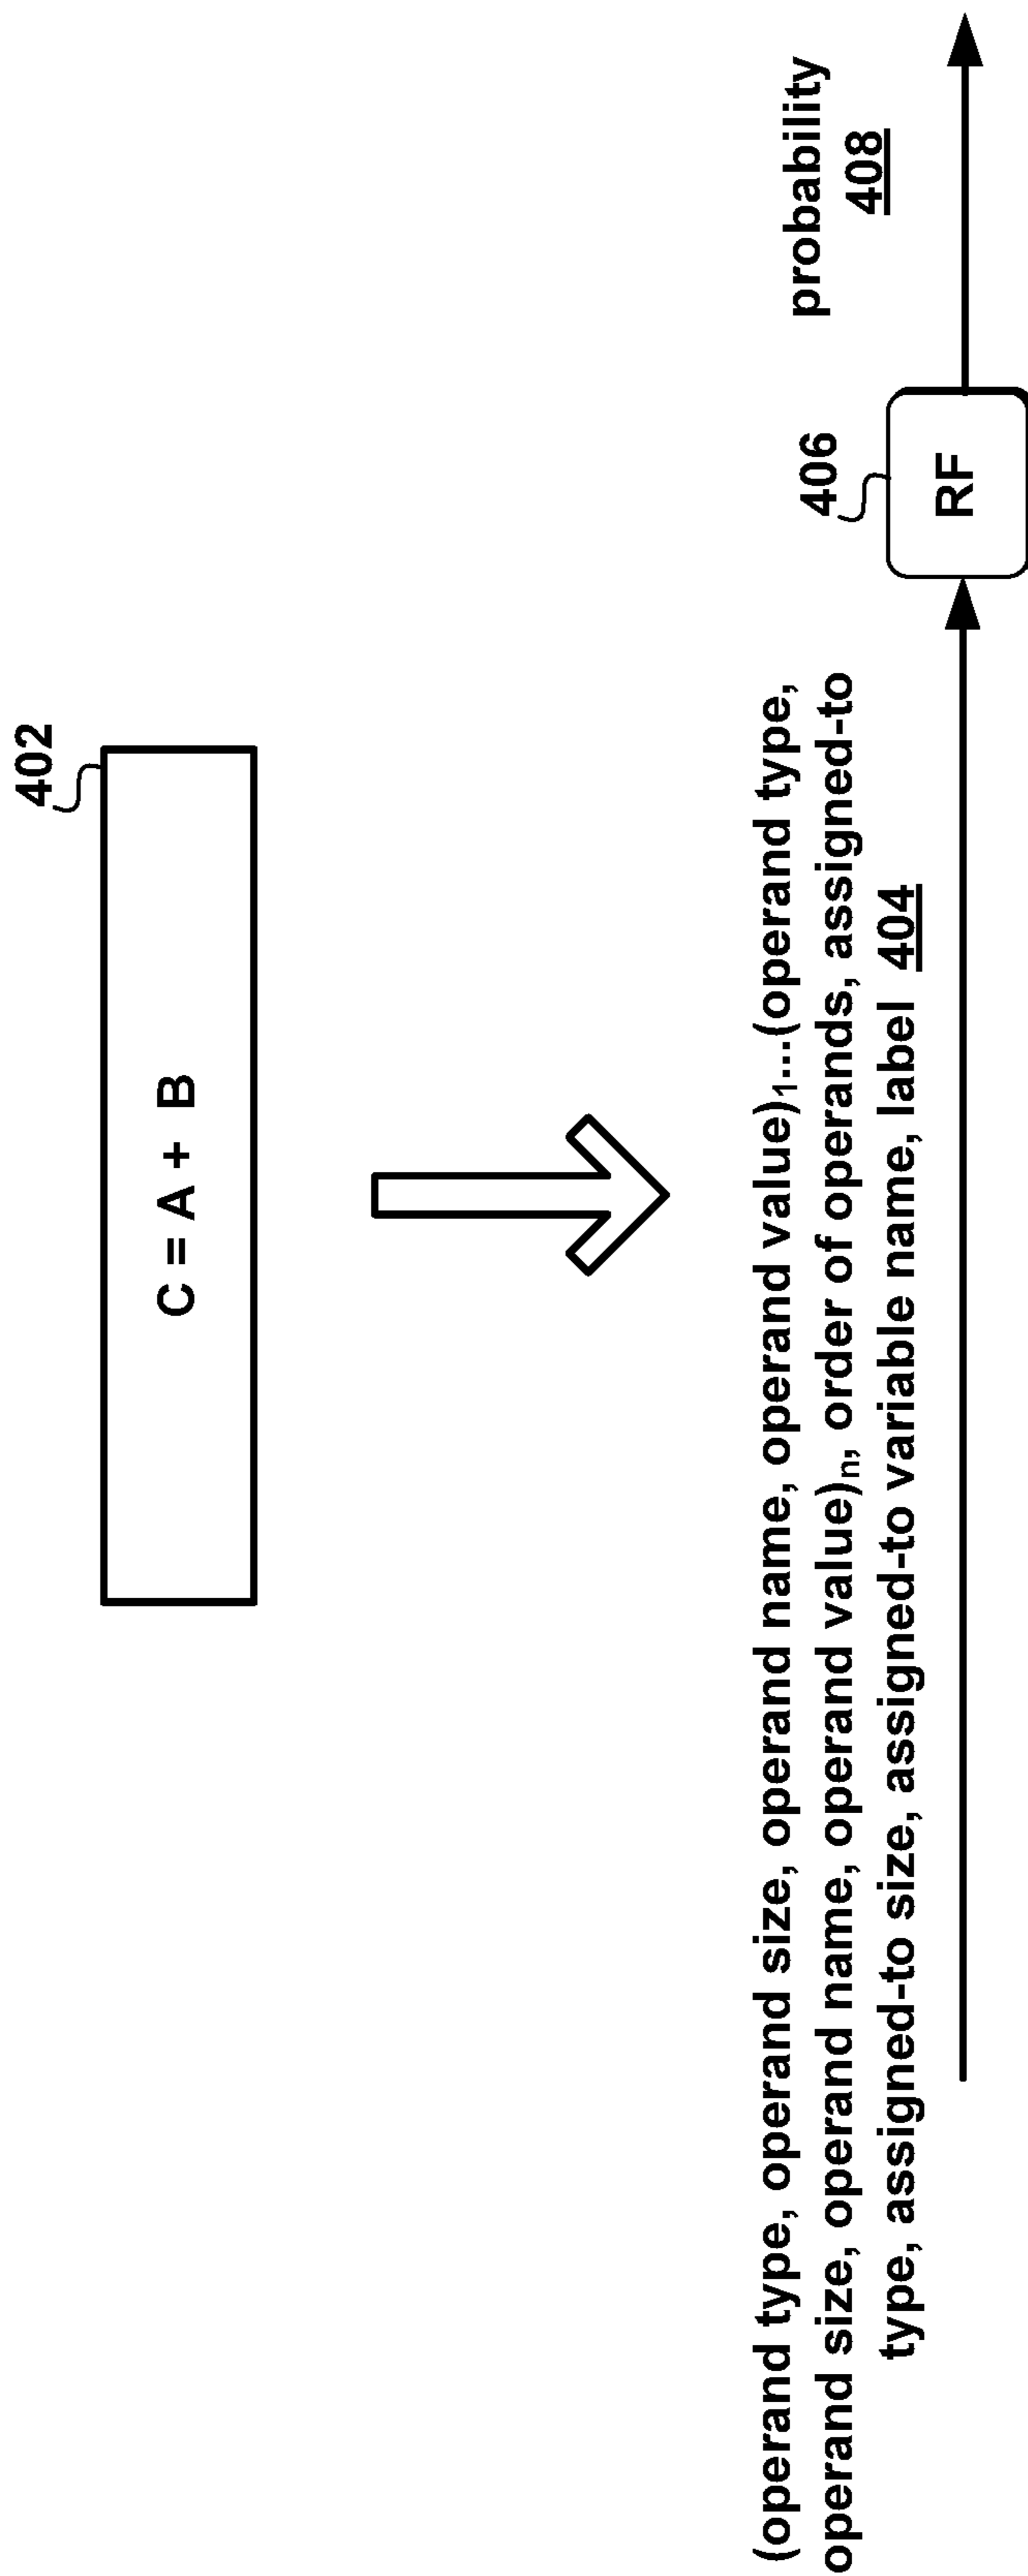 402
C = A + B
(operand type, operand size, operand name, operand value)1...(operand type,
operand size, operand name, operand value)n, order of operands, assigned-to
type, assigned-to size, assigned-to variable name, label 404
406
RF
probability
408